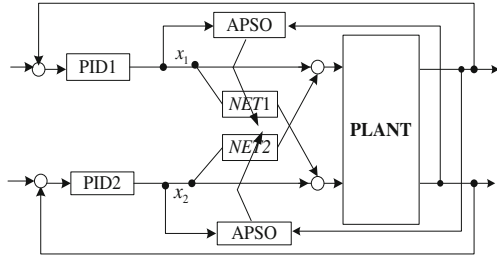 APSO
PID1
x1
NET1
PLANT
NET2
PID2
x2
APSO